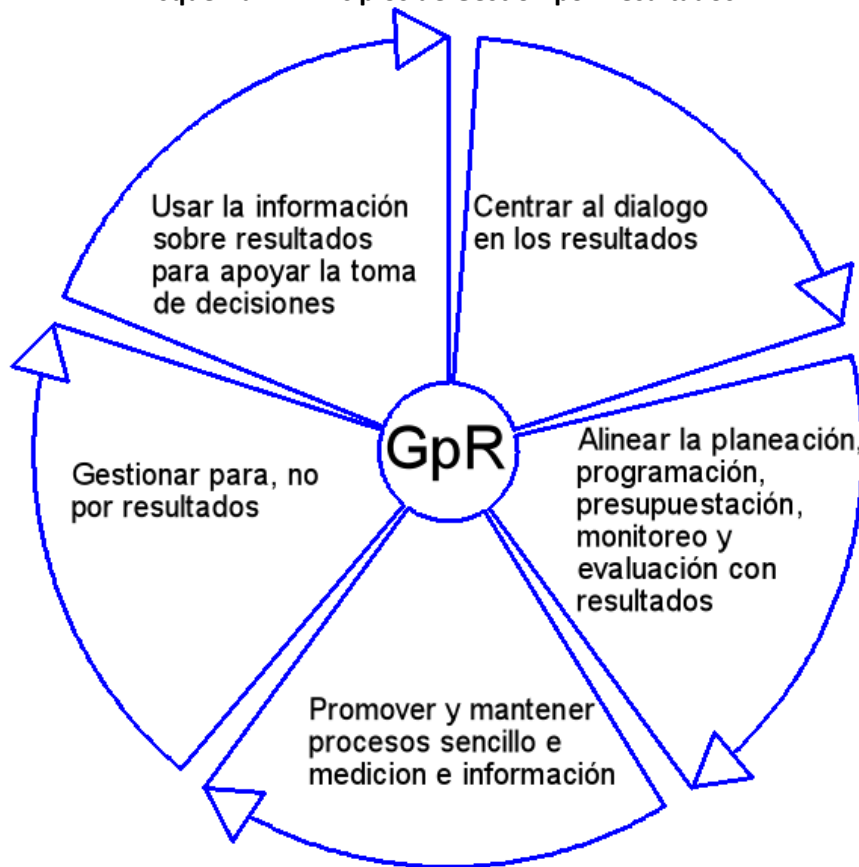 Usar la información
sobre resultados
para apoyar la toma
de decisiones
Centrar al dialogo
en los resultados
GpR
Alinear la planeación,
programación,
presupuestación,
monitoreo y
evaluación con
resultados
Gestionar para, no
por resultados
Promover y mantener
procesos sencillo e
medicion e información